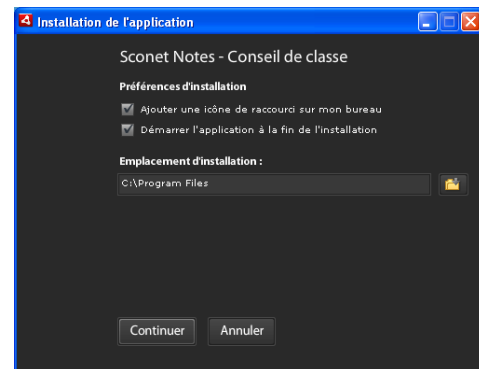 Installation de l'application
Sconet Notes - Conseil de classe
Préférences d'installation
Ajouter une icône de raccourci sur mon bureau
Démarrer l'application à la fin de l'installation
Emplacement d'installation :
C:\Program Files
Continuer
Annuler